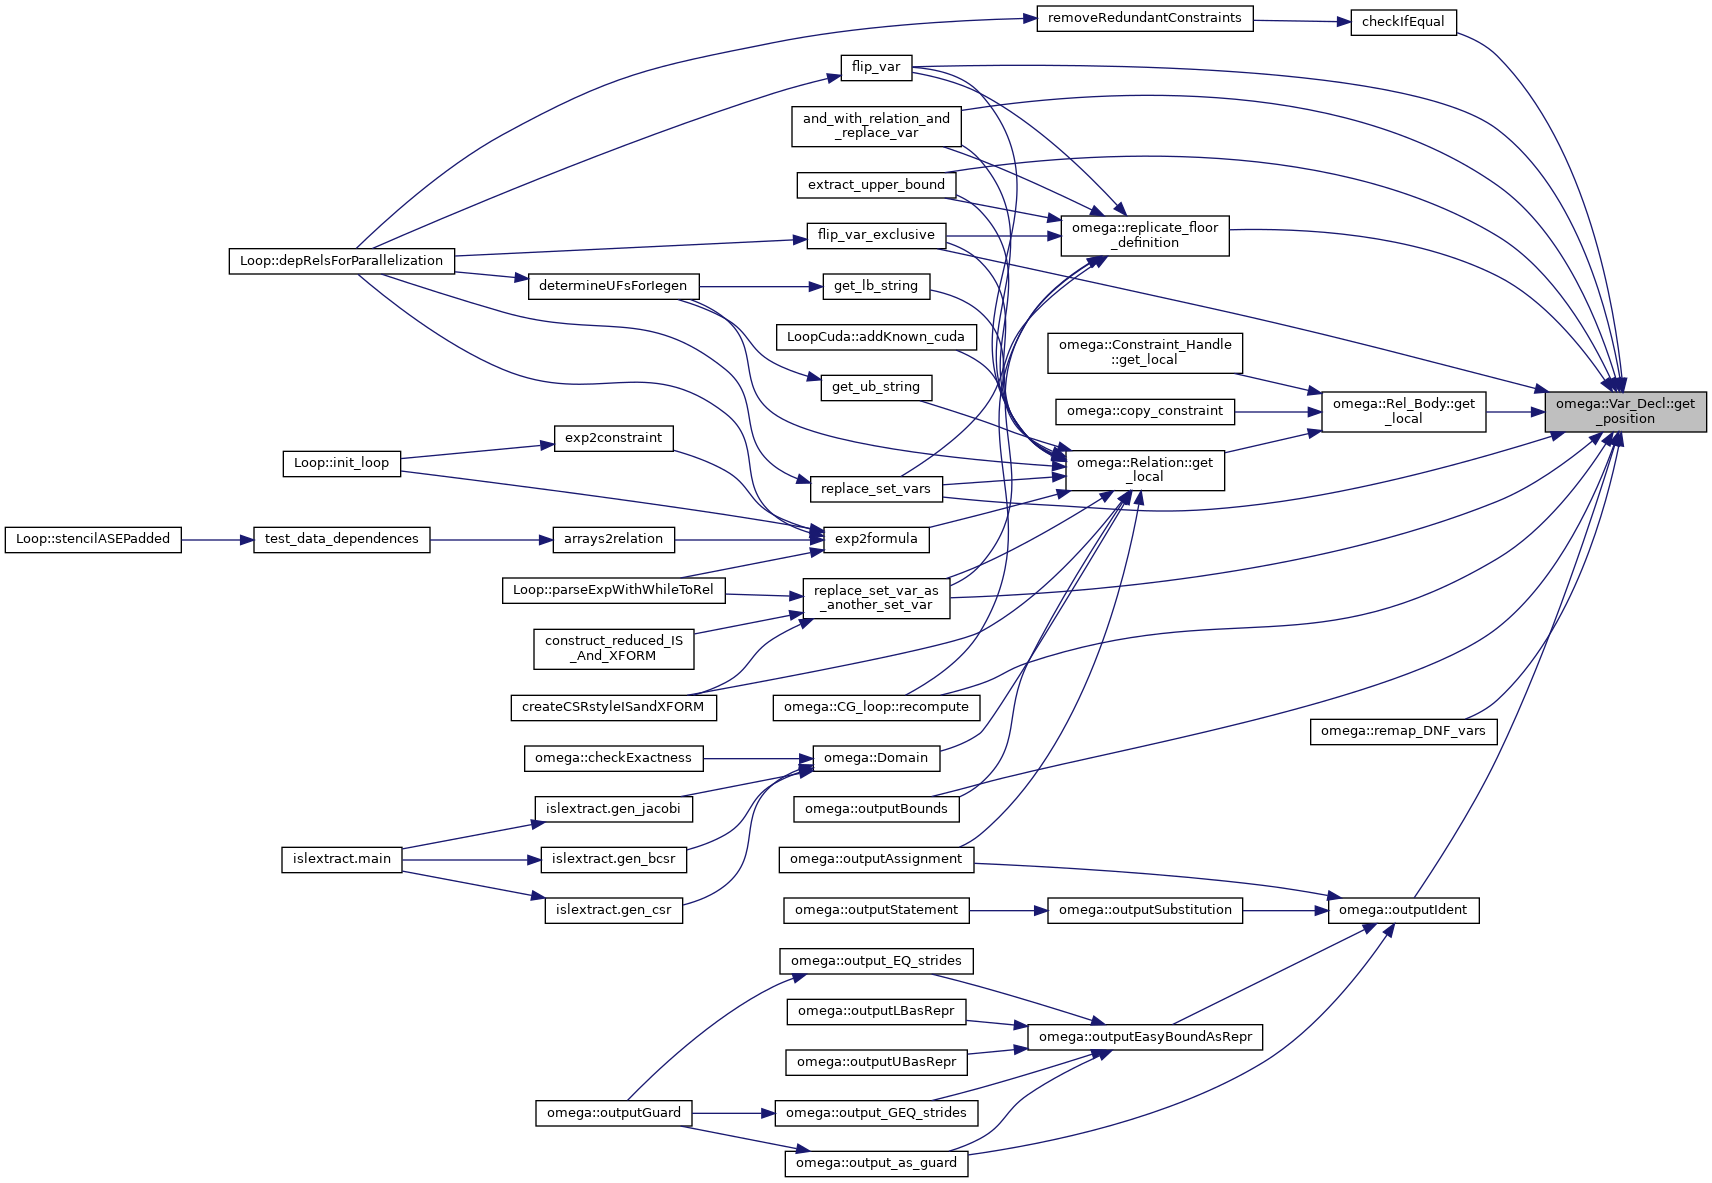 removeRedundantConstraints
checkIfEqual
flip_var
and_with_relation_and
_replace_var
extract_upper_bound
omega::replicate_floor
_definition
flip_var_exclusive
Loop::depRelsForParallelization
determineUFsForIegen
get_lb_string
LoopCuda::addKnown_cuda
omega::Constraint_Handle
::get_local
get_ub_string
omega::copy_constraint
omega::Rel_Body::get
_local
omega::Var_Decl::get
_position
exp2constraint
Loop::init_loop
omega::Relation::get
_local
replace_set_vars
Loop::stencilASEPadded
test_data_dependences
arrays2relation
exp2formula
Loop::parseExpWithWhileToRel
replace_set_var_as
_another_set_var
construct_reduced_IS
_And_XFORM
createCSRstyleISandXFORM
omega::CG_loop::recompute
omega::remap_DNF_vars
omega::checkExactness
omega::Domain
islextract.gen_jacobi
omega::outputBounds
islextract.main
islextract.gen_bcsr
omega::outputAssignment
islextract.gen_csr
omega::outputStatement
omega::outputSubstitution
omega::outputIdent
omega::output_EQ_strides
omega::outputLBasRepr
omega::outputEasyBoundAsRepr
omega::outputUBasRepr
omega::outputGuard
omega::output_GEQ_strides
omega::output_as_guard